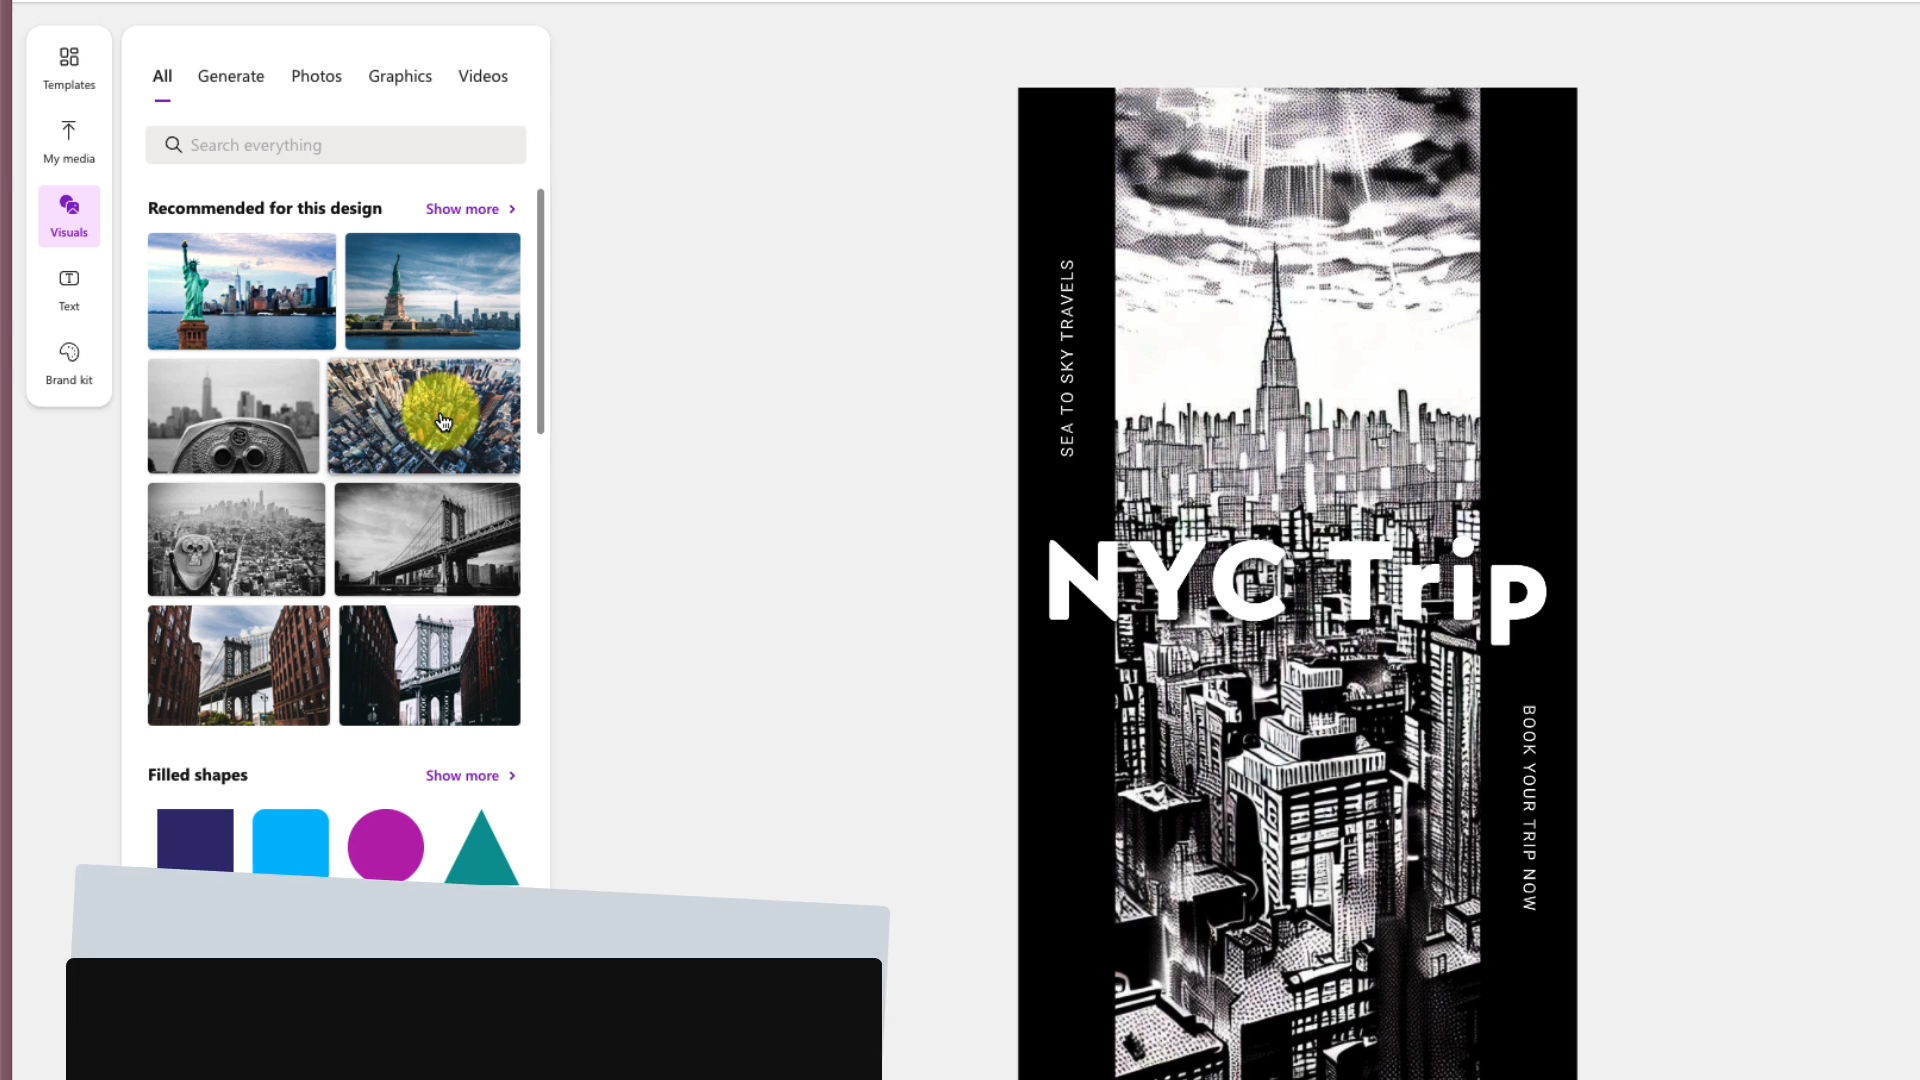 Templates
My media
Visuals
Text
Brand kit
All Generate Photos Graphics Videos
Search everything
Recommended for this design
Show more
Filled shapes
Show more
SEA TO SKY TRAVELS
NYC Trip
BOOK YOUR TRIP NOW